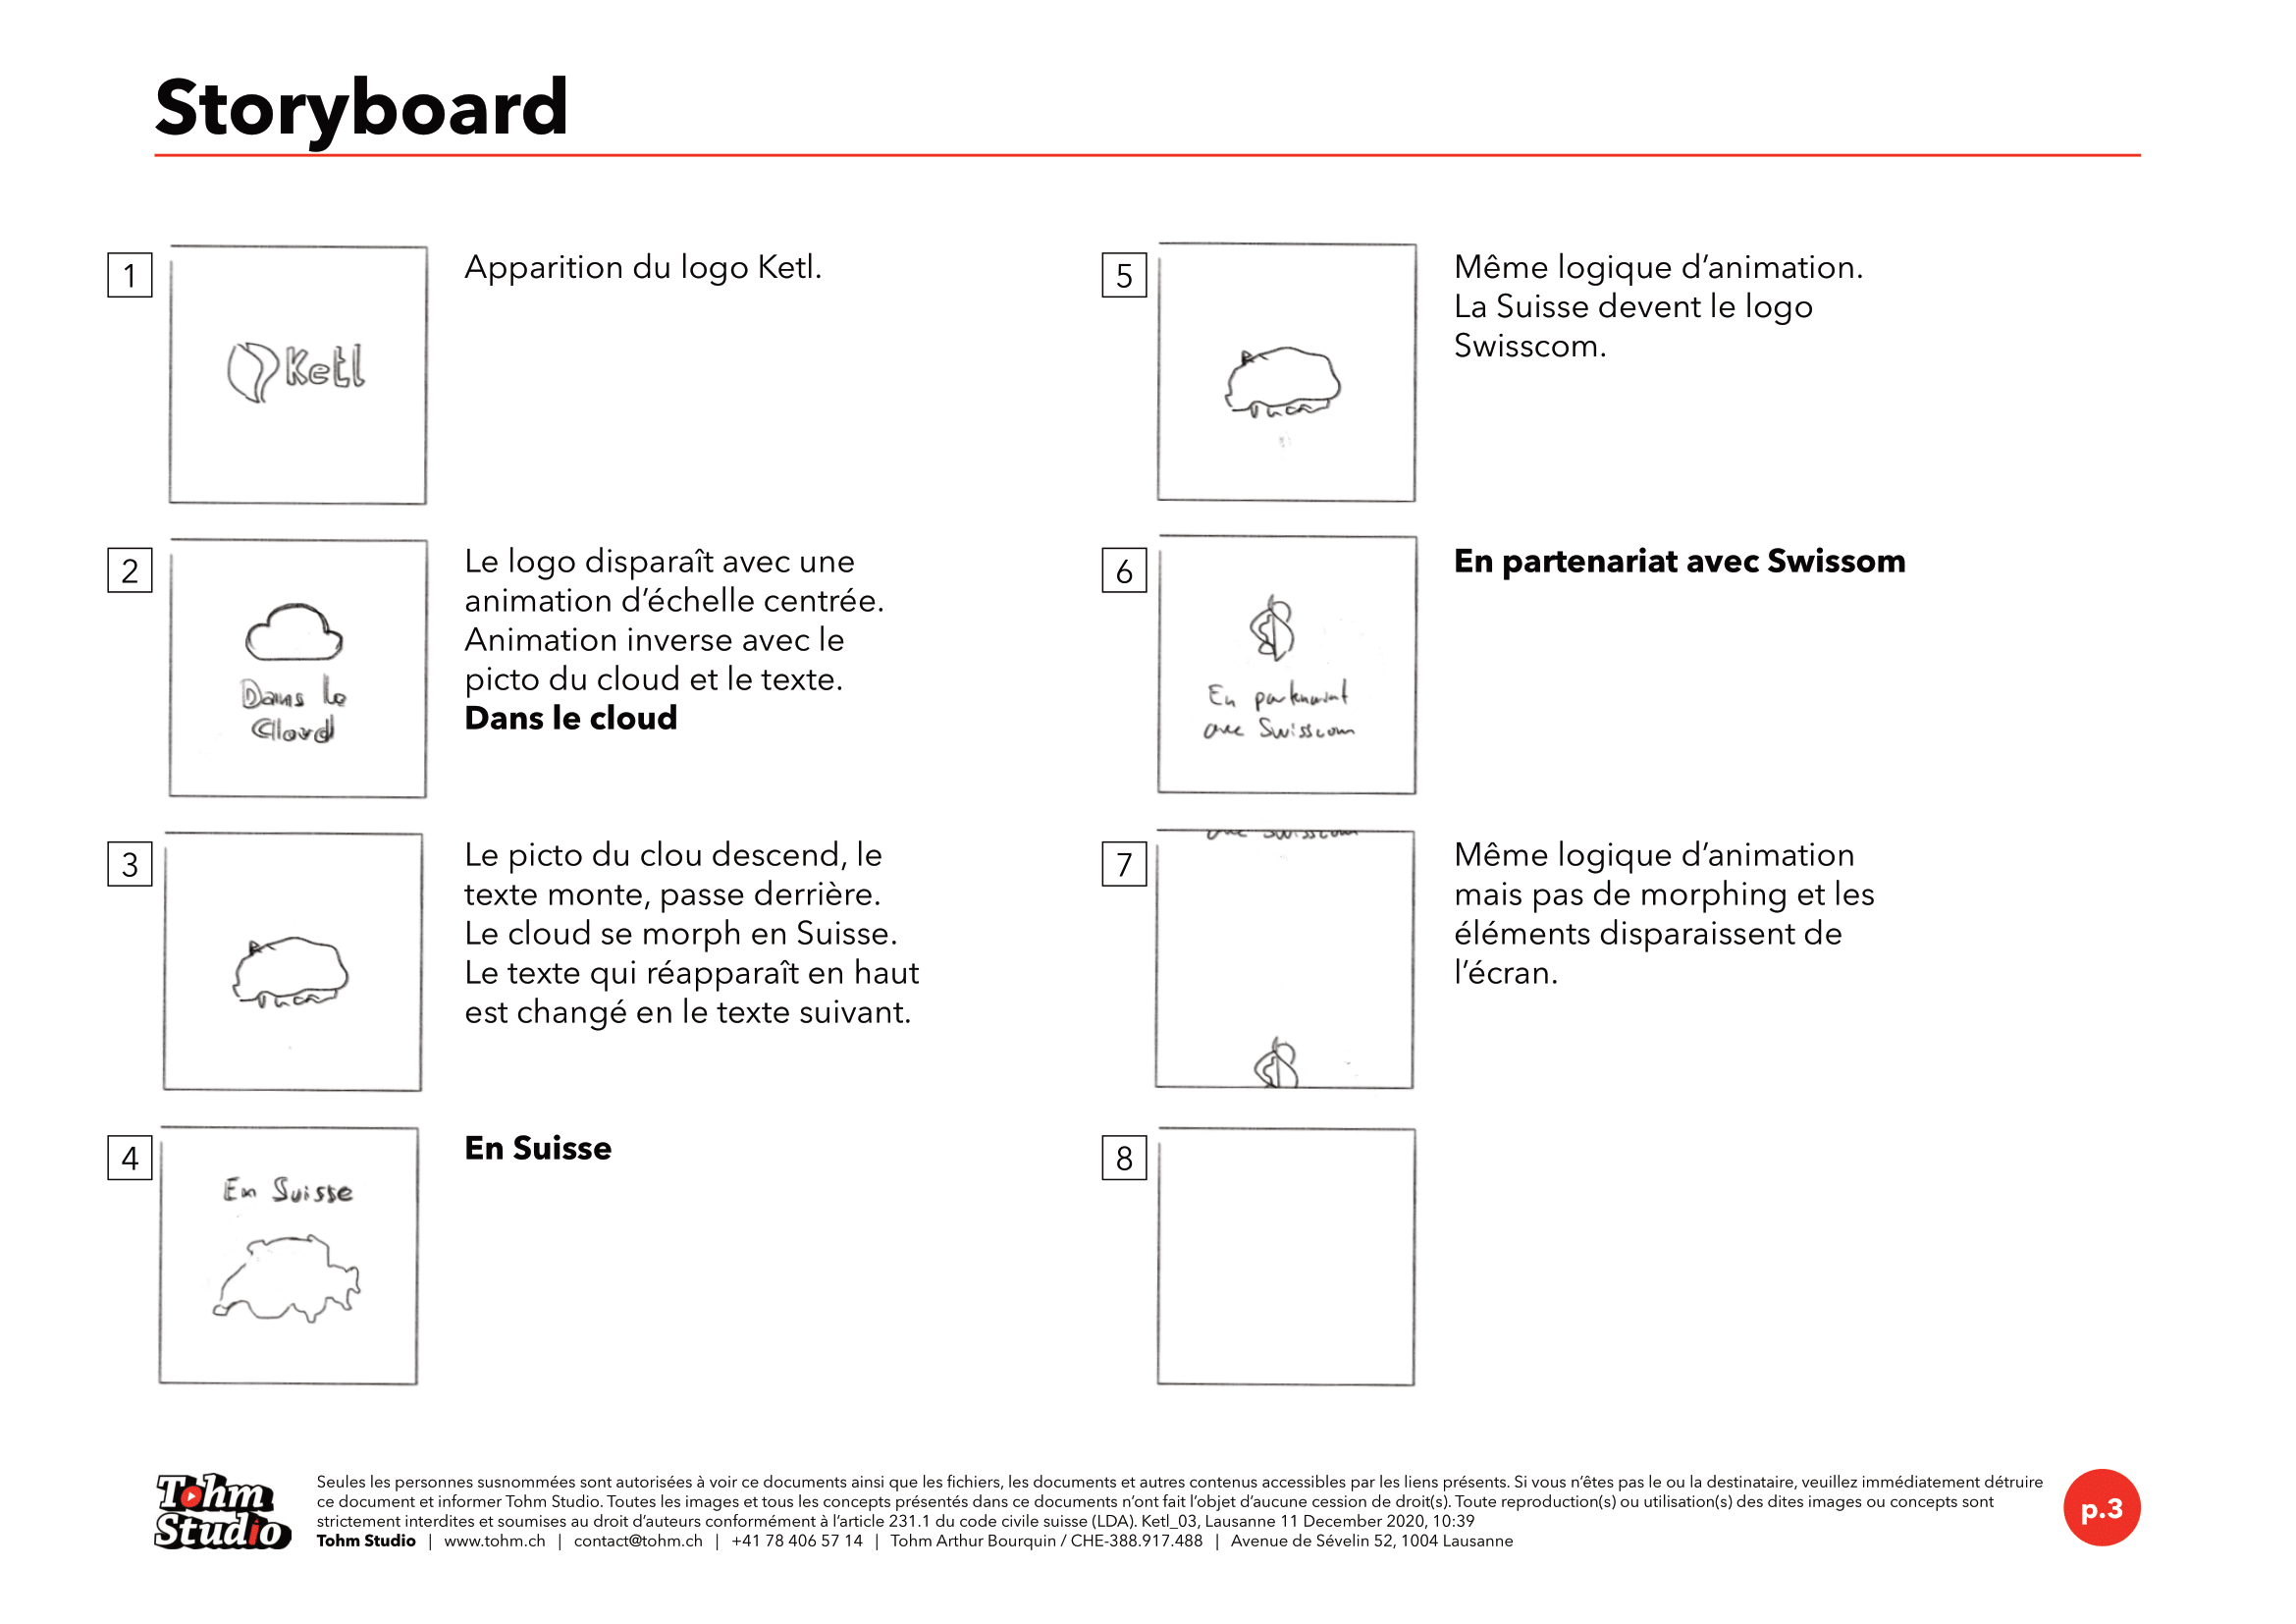 Storyboard
1
Ketl
Apparition du logo Ketl.
2
Dans le
Cloud
Le logo disparaît avec une
animation d’échelle centrée.
Animation inverse avec le
picto du cloud et le texte.
Dans le cloud
3
Le picto du clou descend, le
texte monte, passe derrière.
Le cloud se morph en Suisse.
Le texte qui réapparaît en haut
est changé en le texte suivant.
4
En Suisse
En Suisse
5
Même logique d’animation.
La Suisse devent le logo
Swisscom.
6
En partenariat
avec Swisscom
En partenariat avec Swissom
7
avec Swisscom
Même logique d’animation
mais pas de morphing et les
éléments disparaissent de
l’écran.
8
Tohm
Studio
Seules les personnes susnommées sont autorisées à voir ce documents ainsi que les fichiers, les documents et autres contenus accessibles par les liens présents. Si vous n’êtes pas le ou la destinataire, veuillez immédiatement détruire
ce document et informer Tohm Studio. Toutes les images et tous les concepts présentés dans ce documents n’ont fait l’objet d’aucune cession de droit(s). Toute reproduction(s) ou utilisation(s) des dites images ou concepts sont
strictement interdites et soumises au droit d’auteurs conformément à l’article 231.1 du code civile suisse (LDA). Ketl_03, Lausanne 11 December 2020, 10:39
Tohm Studio | www.tohm.ch | contact@tohm.ch | +41 78 406 57 14 | Tohm Arthur Bourquin / CHE-388.917.488 | Avenue de Sévelin 52, 1004 Lausanne
p.3